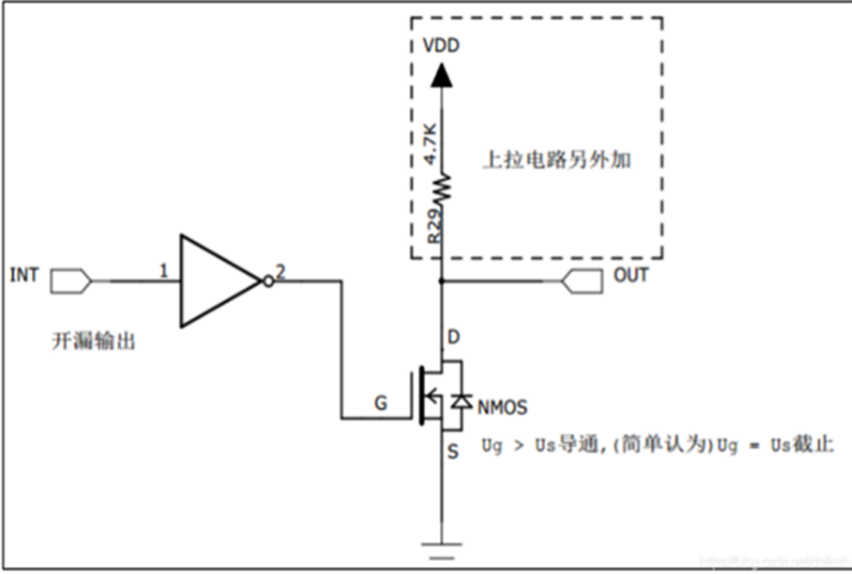 VDD
4.7K
上拉电路另外加
R29
INT
1
2
OUT
开漏输出
D
G
NMOS
S
Ug > Us导通,(简单认为)Ug = Us截止